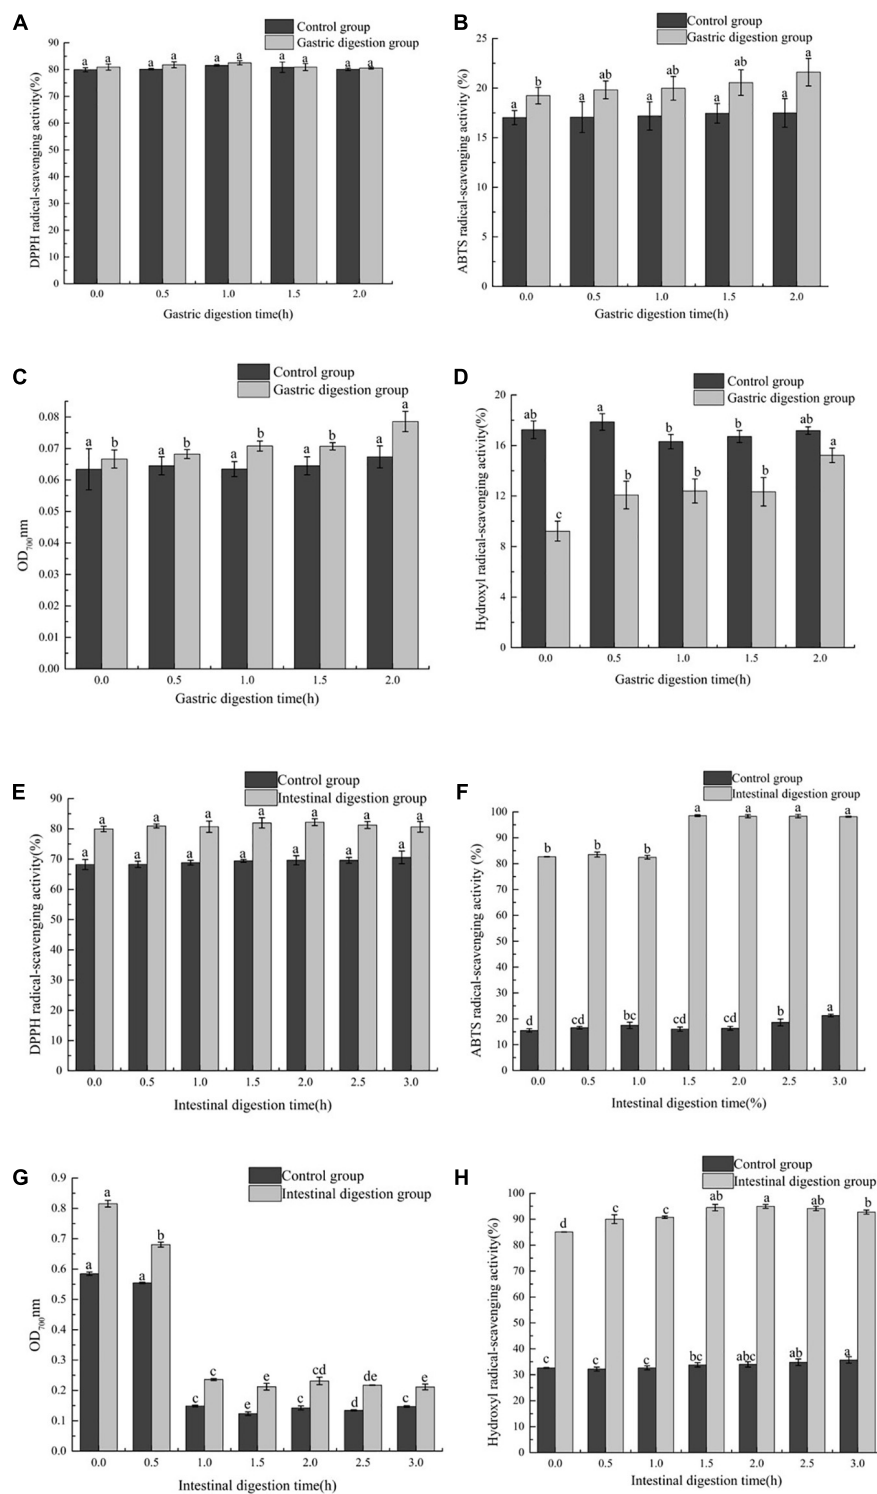 A
Control group
Gastric digestion group
90
80
70
60
50
40
30
20
10
0
DPPH radical-scavenging activity(%)
a a a a a a a a a a
0.0 0.5 1.0 1.5 2.0
Gastric digestion time(h)
B
Control group
Gastric digestion group
25
20
15
10
5
0
ABTS radical-scavenging activity (%)
a b a ab a ab a ab a a
0.0 0.5 1.0 1.5 2.0
Gastric digestion time(h)
C
Control group
Gastric digestion group
0.08
0.07
0.06
0.05
0.04
0.03
0.02
0.01
0.00
OD700nm
a b a b a b a b a a
0.0 0.5 1.0 1.5 2.0
Gastric digestion time(h)
D
Control group
Gastric digestion group
20
16
12
8
4
0
Hydroxyl radical-scavenging activity(%)
ab c a b b b b b ab a
0.0 0.5 1.0 1.5 2.0
Gastric digestion time(h)
E
Control group
Intestinal digestion group
90
80
70
60
50
40
30
20
10
0
DPPH radical-scavenging activity(%)
a a a a a a a a a a a a a a
0.0 0.5 1.0 1.5 2.0 2.5 3.0
Intestinal digestion time(h)
F
Control group
Intestinal digestion group
100
90
80
70
60
50
40
30
20
10
0
ABTS radical-scavenging activity (%)
d b cd b bc b cd a cd a b a a a
0.0 0.5 1.0 1.5 2.0 2.5 3.0
Intestinal digestion time(%)
G
Control group
Intestinal digestion group
0.9
0.8
0.7
0.6
0.5
0.4
0.3
0.2
0.1
0.0
OD700nm
a a a b c c e e c cd d de c e
0.0 0.5 1.0 1.5 2.0 2.5 3.0
Intestinal digestion time(h)
H
Control group
Intestinal digestion group
100
90
80
70
60
50
40
30
20
10
0
Hydroxyl radical-scavenging activity(%)
c d c c c c bc ab abc a ab ab a b
0.0 0.5 1.0 1.5 2.0 2.5 3.0
Intestinal digestion time(h)